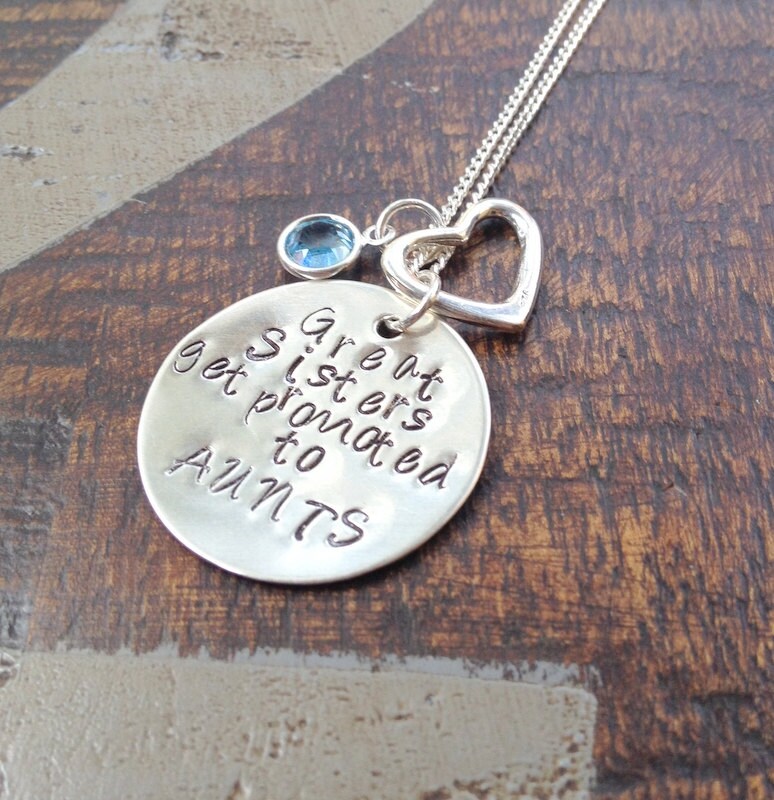 Great
Sisters
get promoted
to
AUNTS